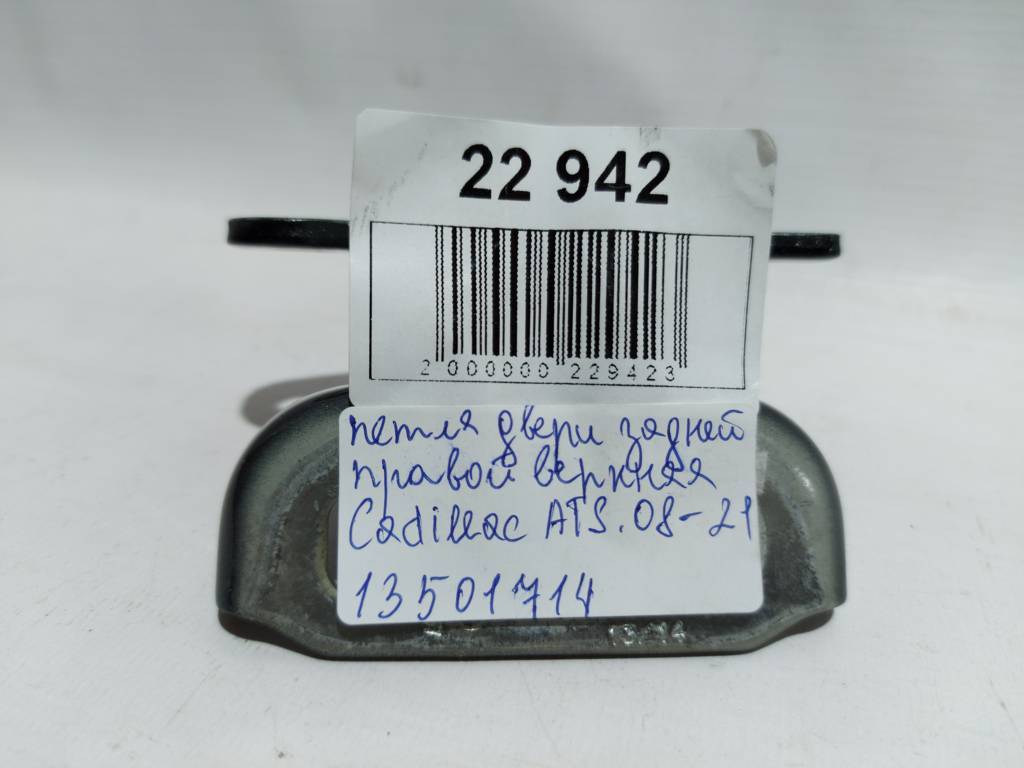 22 942
2 000000 229423
петля двери задней
правой верхняя
Cadillac ATS. 08-21
13501714